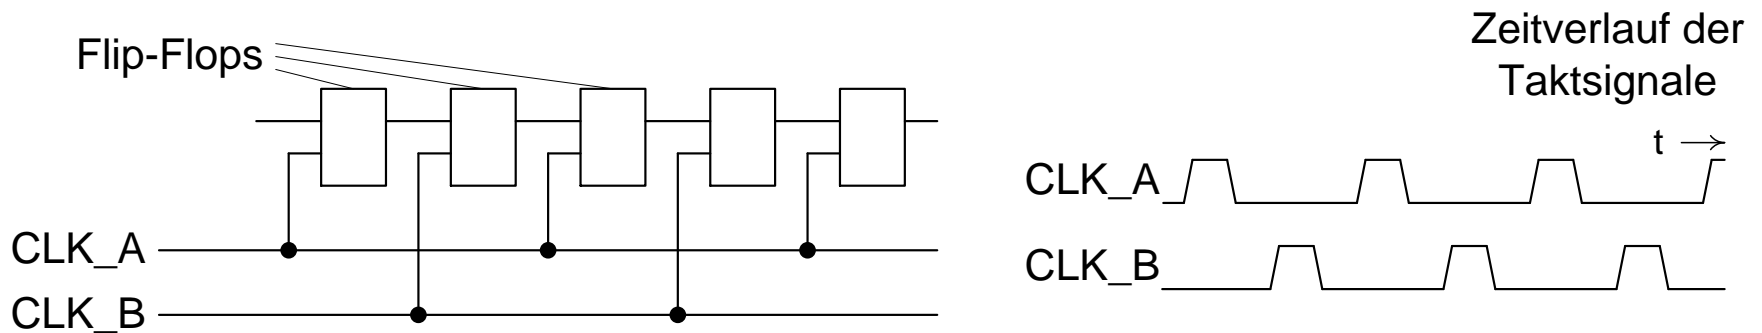 Flip-Flops
CLK_A
CLK_B
Zeitverlauf der
Taktsignale
t
CLK_A
CLK_B